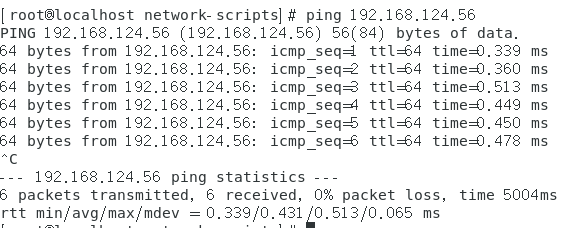 [root@localhost network-scripts]# ping 192.168.124.56
PING 192.168.124.56 (192.168.124.56) 56(84) bytes of data.
64 bytes from 192.168.124.56: icmp_seq=1 ttl=64 time=0.339 ms
64 bytes from 192.168.124.56: icmp_seq=2 ttl=64 time=0.360 ms
64 bytes from 192.168.124.56: icmp_seq=3 ttl=64 time=0.513 ms
64 bytes from 192.168.124.56: icmp_seq=4 ttl=64 time=0.449 ms
64 bytes from 192.168.124.56: icmp_seq=5 ttl=64 time=0.450 ms
64 bytes from 192.168.124.56: icmp_seq=6 ttl=64 time=0.478 ms
^C
--- 192.168.124.56 ping statistics ---
6 packets transmitted, 6 received, 0% packet loss, time 5004ms
rtt min/avg/max/mdev = 0.339/0.431/0.513/0.065 ms
[root@localhost network-scripts]#